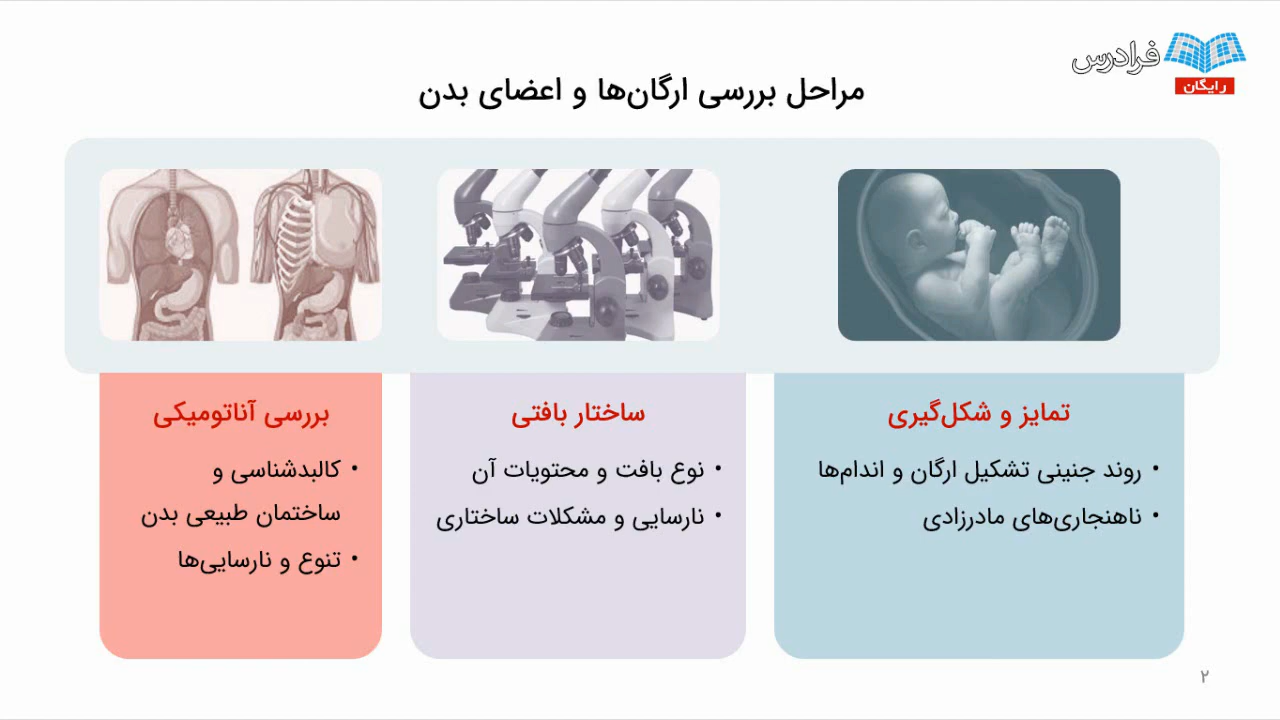 فرادرس
رایگان
مراحل بررسی ارگان‌ها و اعضای بدن
تمایز و شکل‌گیری
• روند جنینی تشکیل ارگان و اندام‌ها
• ناهنجاری‌های مادرزادی
ساختار بافتی
• نوع بافت و محتویات آن
• نارسایی و مشکلات ساختاری
بررسی آناتومیکی
• کالبدشناسی و
ساختمان طبیعی بدن
• تنوع و نارسایی‌ها
۲